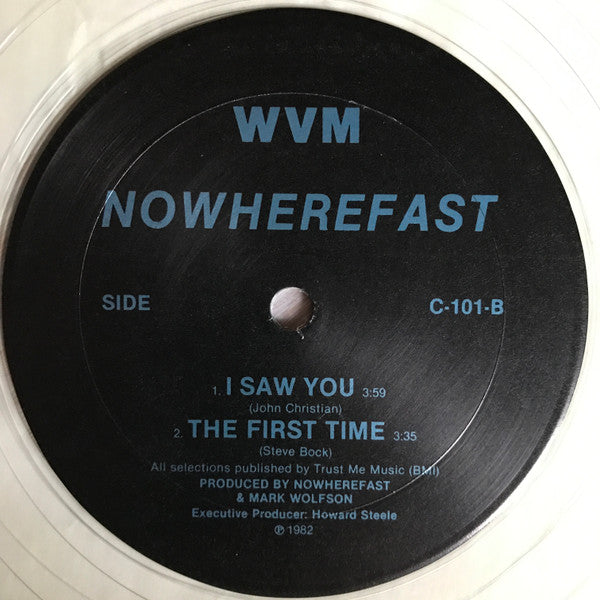 WVM
NOWHEREFAST
SIDE C-101-B
1. I SAW YOU 3:59
(John Christian)
2. THE FIRST TIME 3:35
(Steve Bock)
All selections published by Trust Me Music (BMI)
PRODUCED BY NOWHEREFAST
& MARK WOLFSON
Executive Producer: Howard Steele
℗ 1982